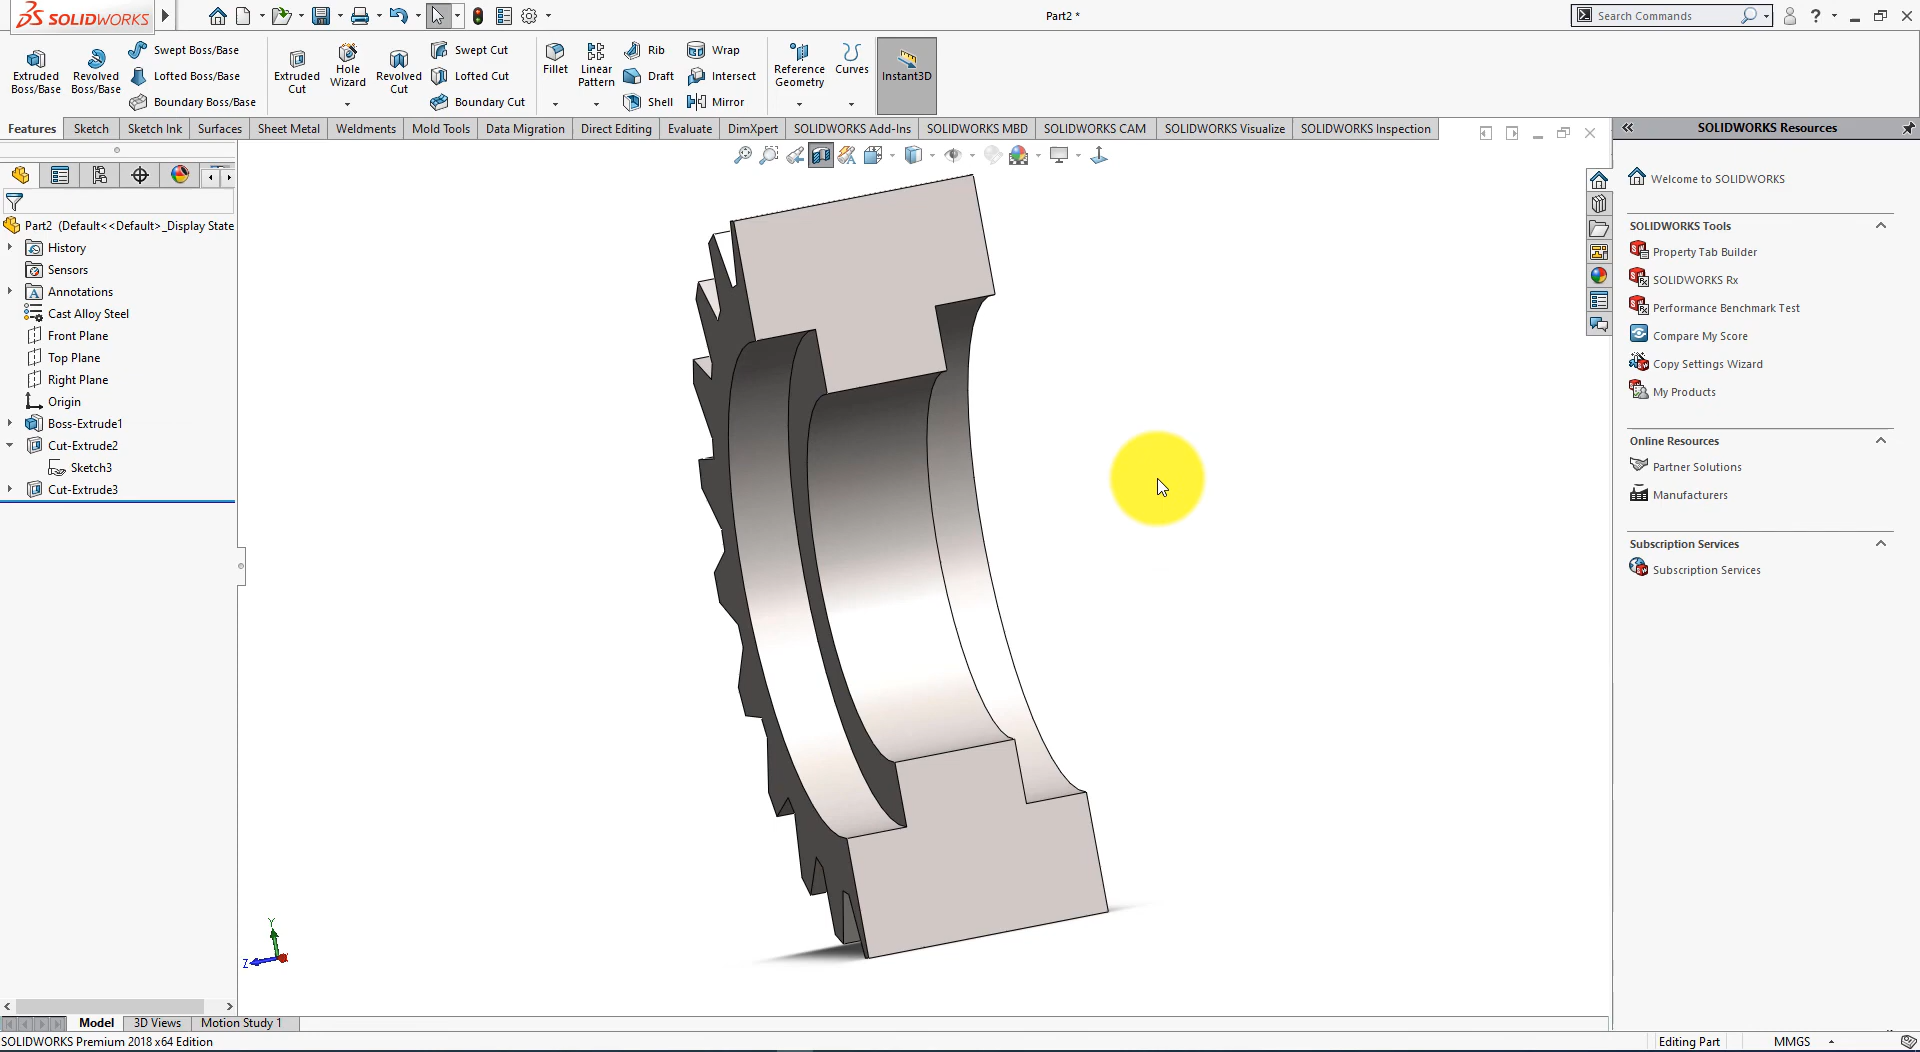 SOLIDWORKS
Part2 *
Search Commands
Extruded Boss/Base
Revolved Boss/Base
Swept Boss/Base
Lofted Boss/Base
Boundary Boss/Base
Extruded Cut
Hole Wizard
Revolved Cut
Swept Cut
Lofted Cut
Boundary Cut
Fillet
Linear Pattern
Rib
Draft
Shell
Wrap
Intersect
Mirror
Reference Geometry
Curves
Instant3D
Features
Sketch
Sketch Ink
Surfaces
Sheet Metal
Weldments
Mold Tools
Data Migration
Direct Editing
Evaluate
DimXpert
SOLIDWORKS Add-Ins
SOLIDWORKS MBD
SOLIDWORKS CAM
SOLIDWORKS Visualize
SOLIDWORKS Inspection
Part2 (Default<<Default>_Display State
History
Sensors
Annotations
Cast Alloy Steel
Front Plane
Top Plane
Right Plane
Origin
Boss-Extrude1
Cut-Extrude2
Sketch3
Cut-Extrude3
Y
Z
SOLIDWORKS Resources
Welcome to SOLIDWORKS
SOLIDWORKS Tools
Property Tab Builder
SOLIDWORKS Rx
Performance Benchmark Test
Compare My Score
Copy Settings Wizard
My Products
Online Resources
Partner Solutions
Manufacturers
Subscription Services
Subscription Services
Model
3D Views
Motion Study 1
SOLIDWORKS Premium 2018 x64 Edition
Editing Part
MMGS